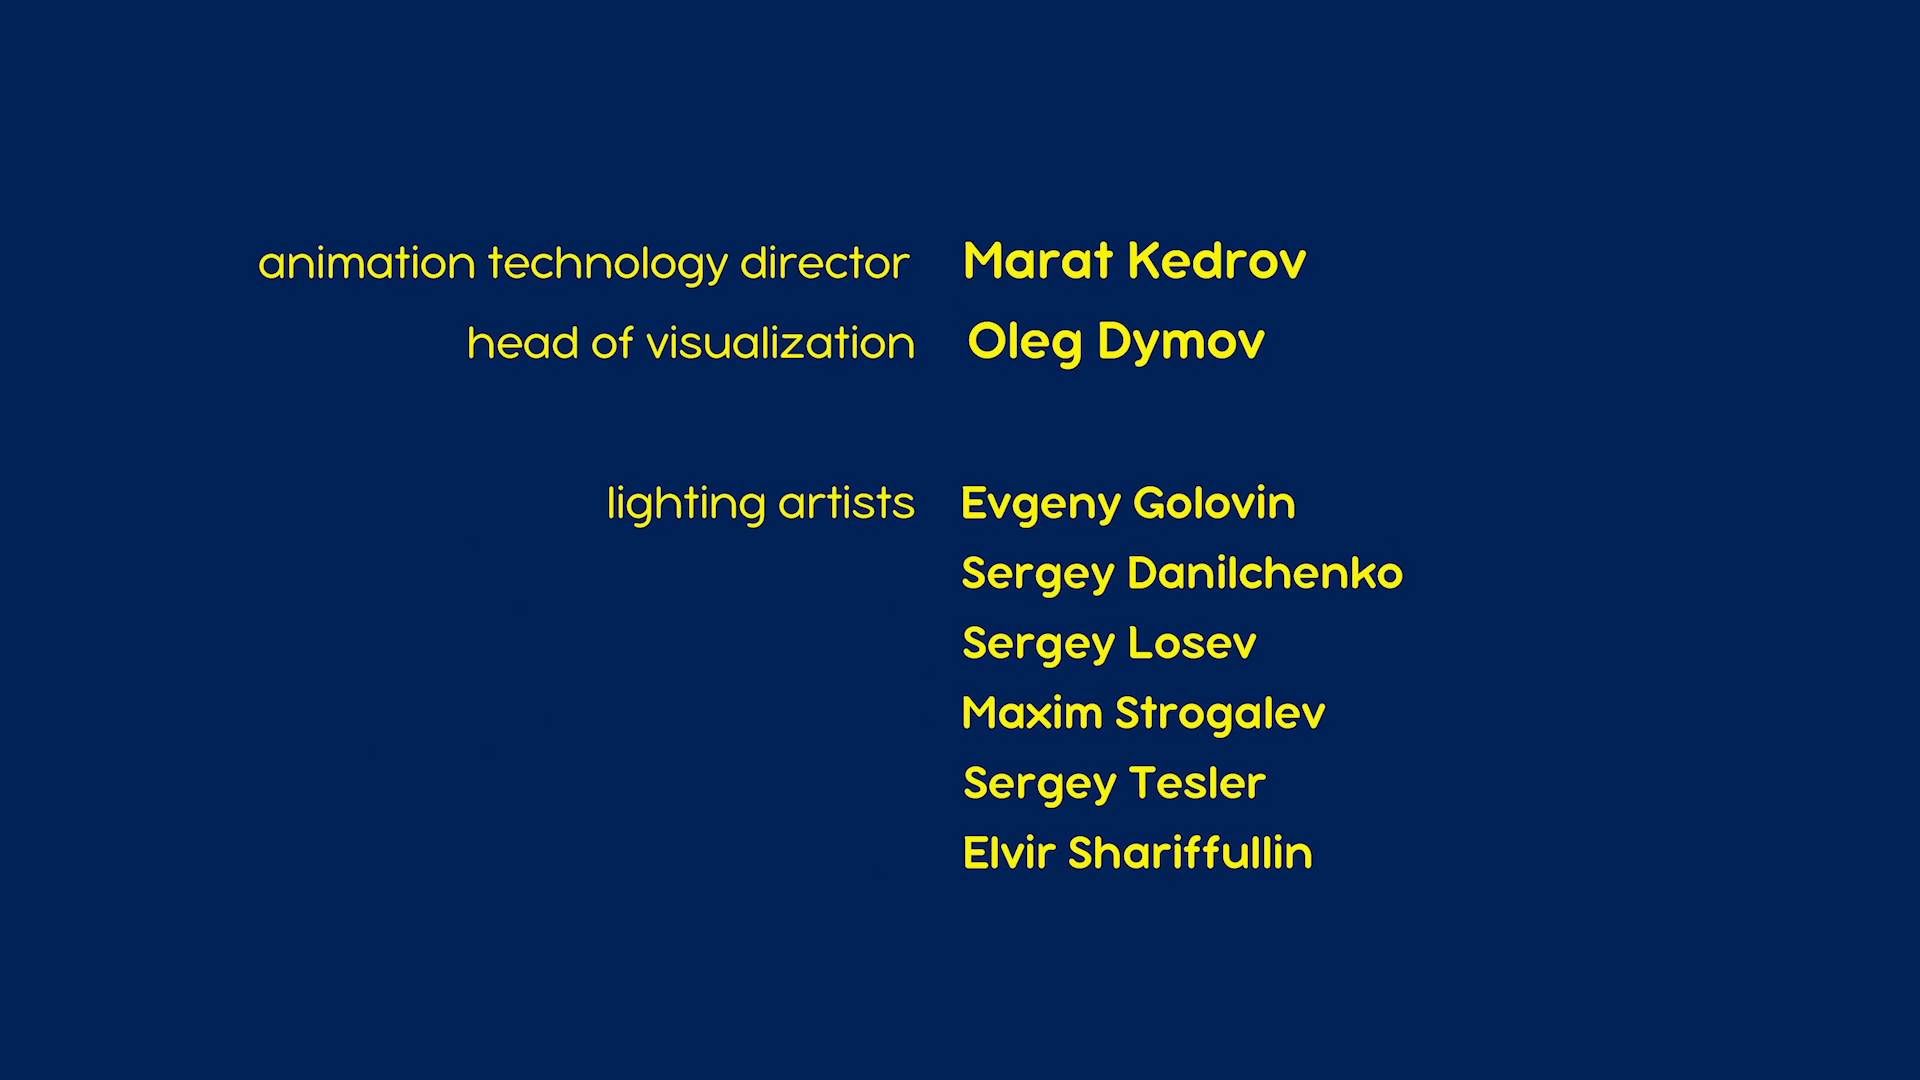 animation technology director Marat Kedrov
head of visualization Oleg Dymov
lighting artists Evgeny Golovin
Sergey Danilchenko
Sergey Losev
Maxim Strogalev
Sergey Tesler
Elvir Shariffullin